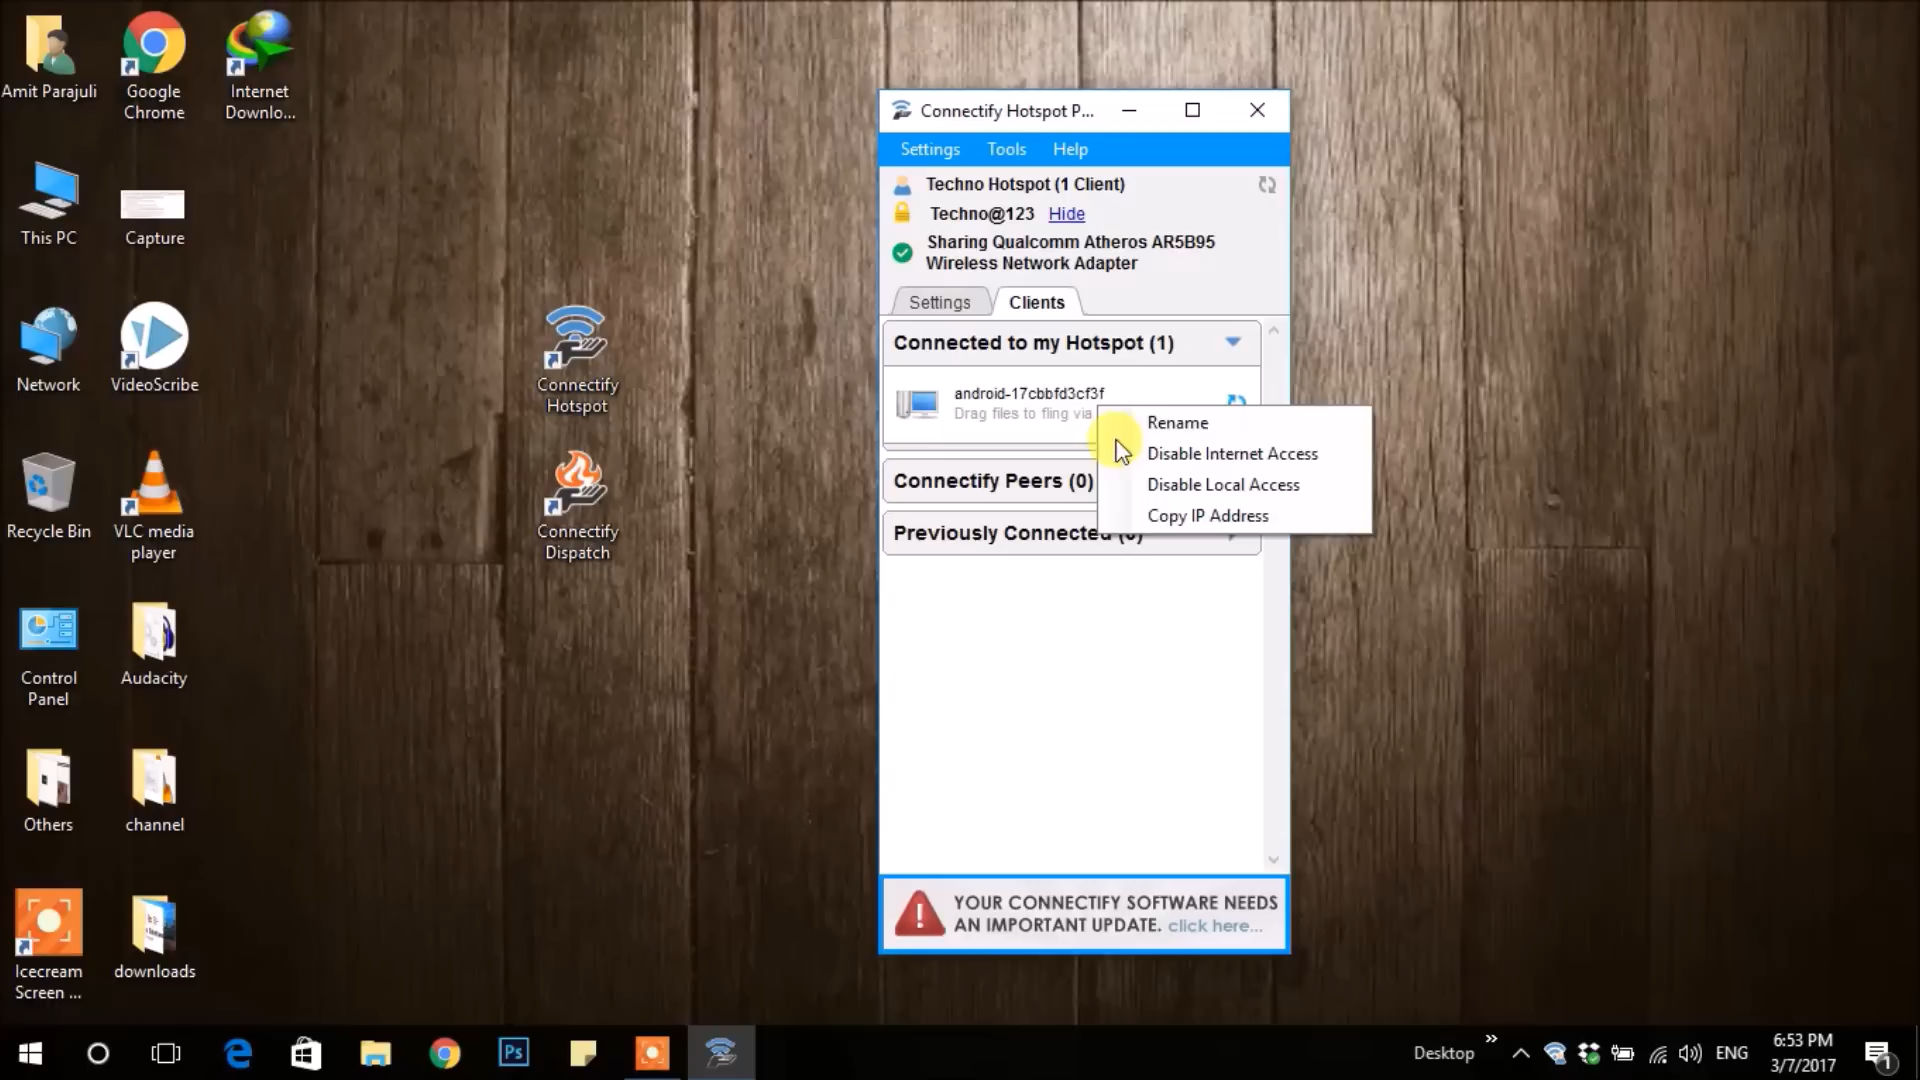 Amit Parajuli
Google
Chrome
Internet
Downlo...
This PC
Capture
Network
VideoScribe
Recycle Bin
VLC media
player
Control
Panel
Audacity
Others
channel
Icecream
Screen ...
downloads
Connectify
Hotspot
Connectify
Dispatch
Connectify Hotspot P...
Settings Tools Help
Techno Hotspot (1 Client)
Techno@123 Hide
Sharing Qualcomm Atheros AR5B95
Wireless Network Adapter
Settings Clients
Connected to my Hotspot (1)
android-17cbbfd3cf3f
Drag files to fling via
Rename
Disable Internet Access
Disable Local Access
Copy IP Address
Connectify Peers (0)
Previously Connected
YOUR CONNECTIFY SOFTWARE NEEDS
AN IMPORTANT UPDATE. click here...
Ps
Desktop
ENG
6:53 PM
3/7/2017
1